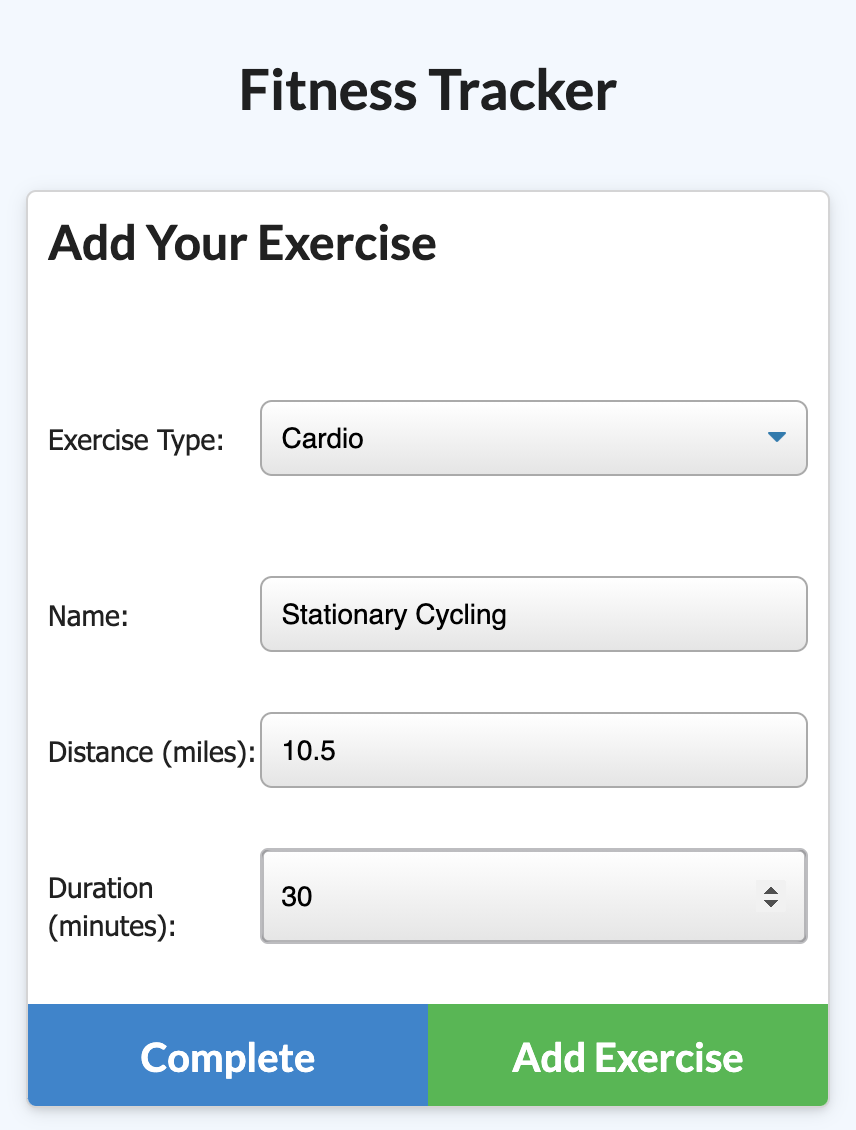 Fitness Tracker
Add Your Exercise
Exercise Type: Cardio
Name: Stationary Cycling
Distance (miles): 10.5
Duration
(minutes): 30
Complete Add Exercise